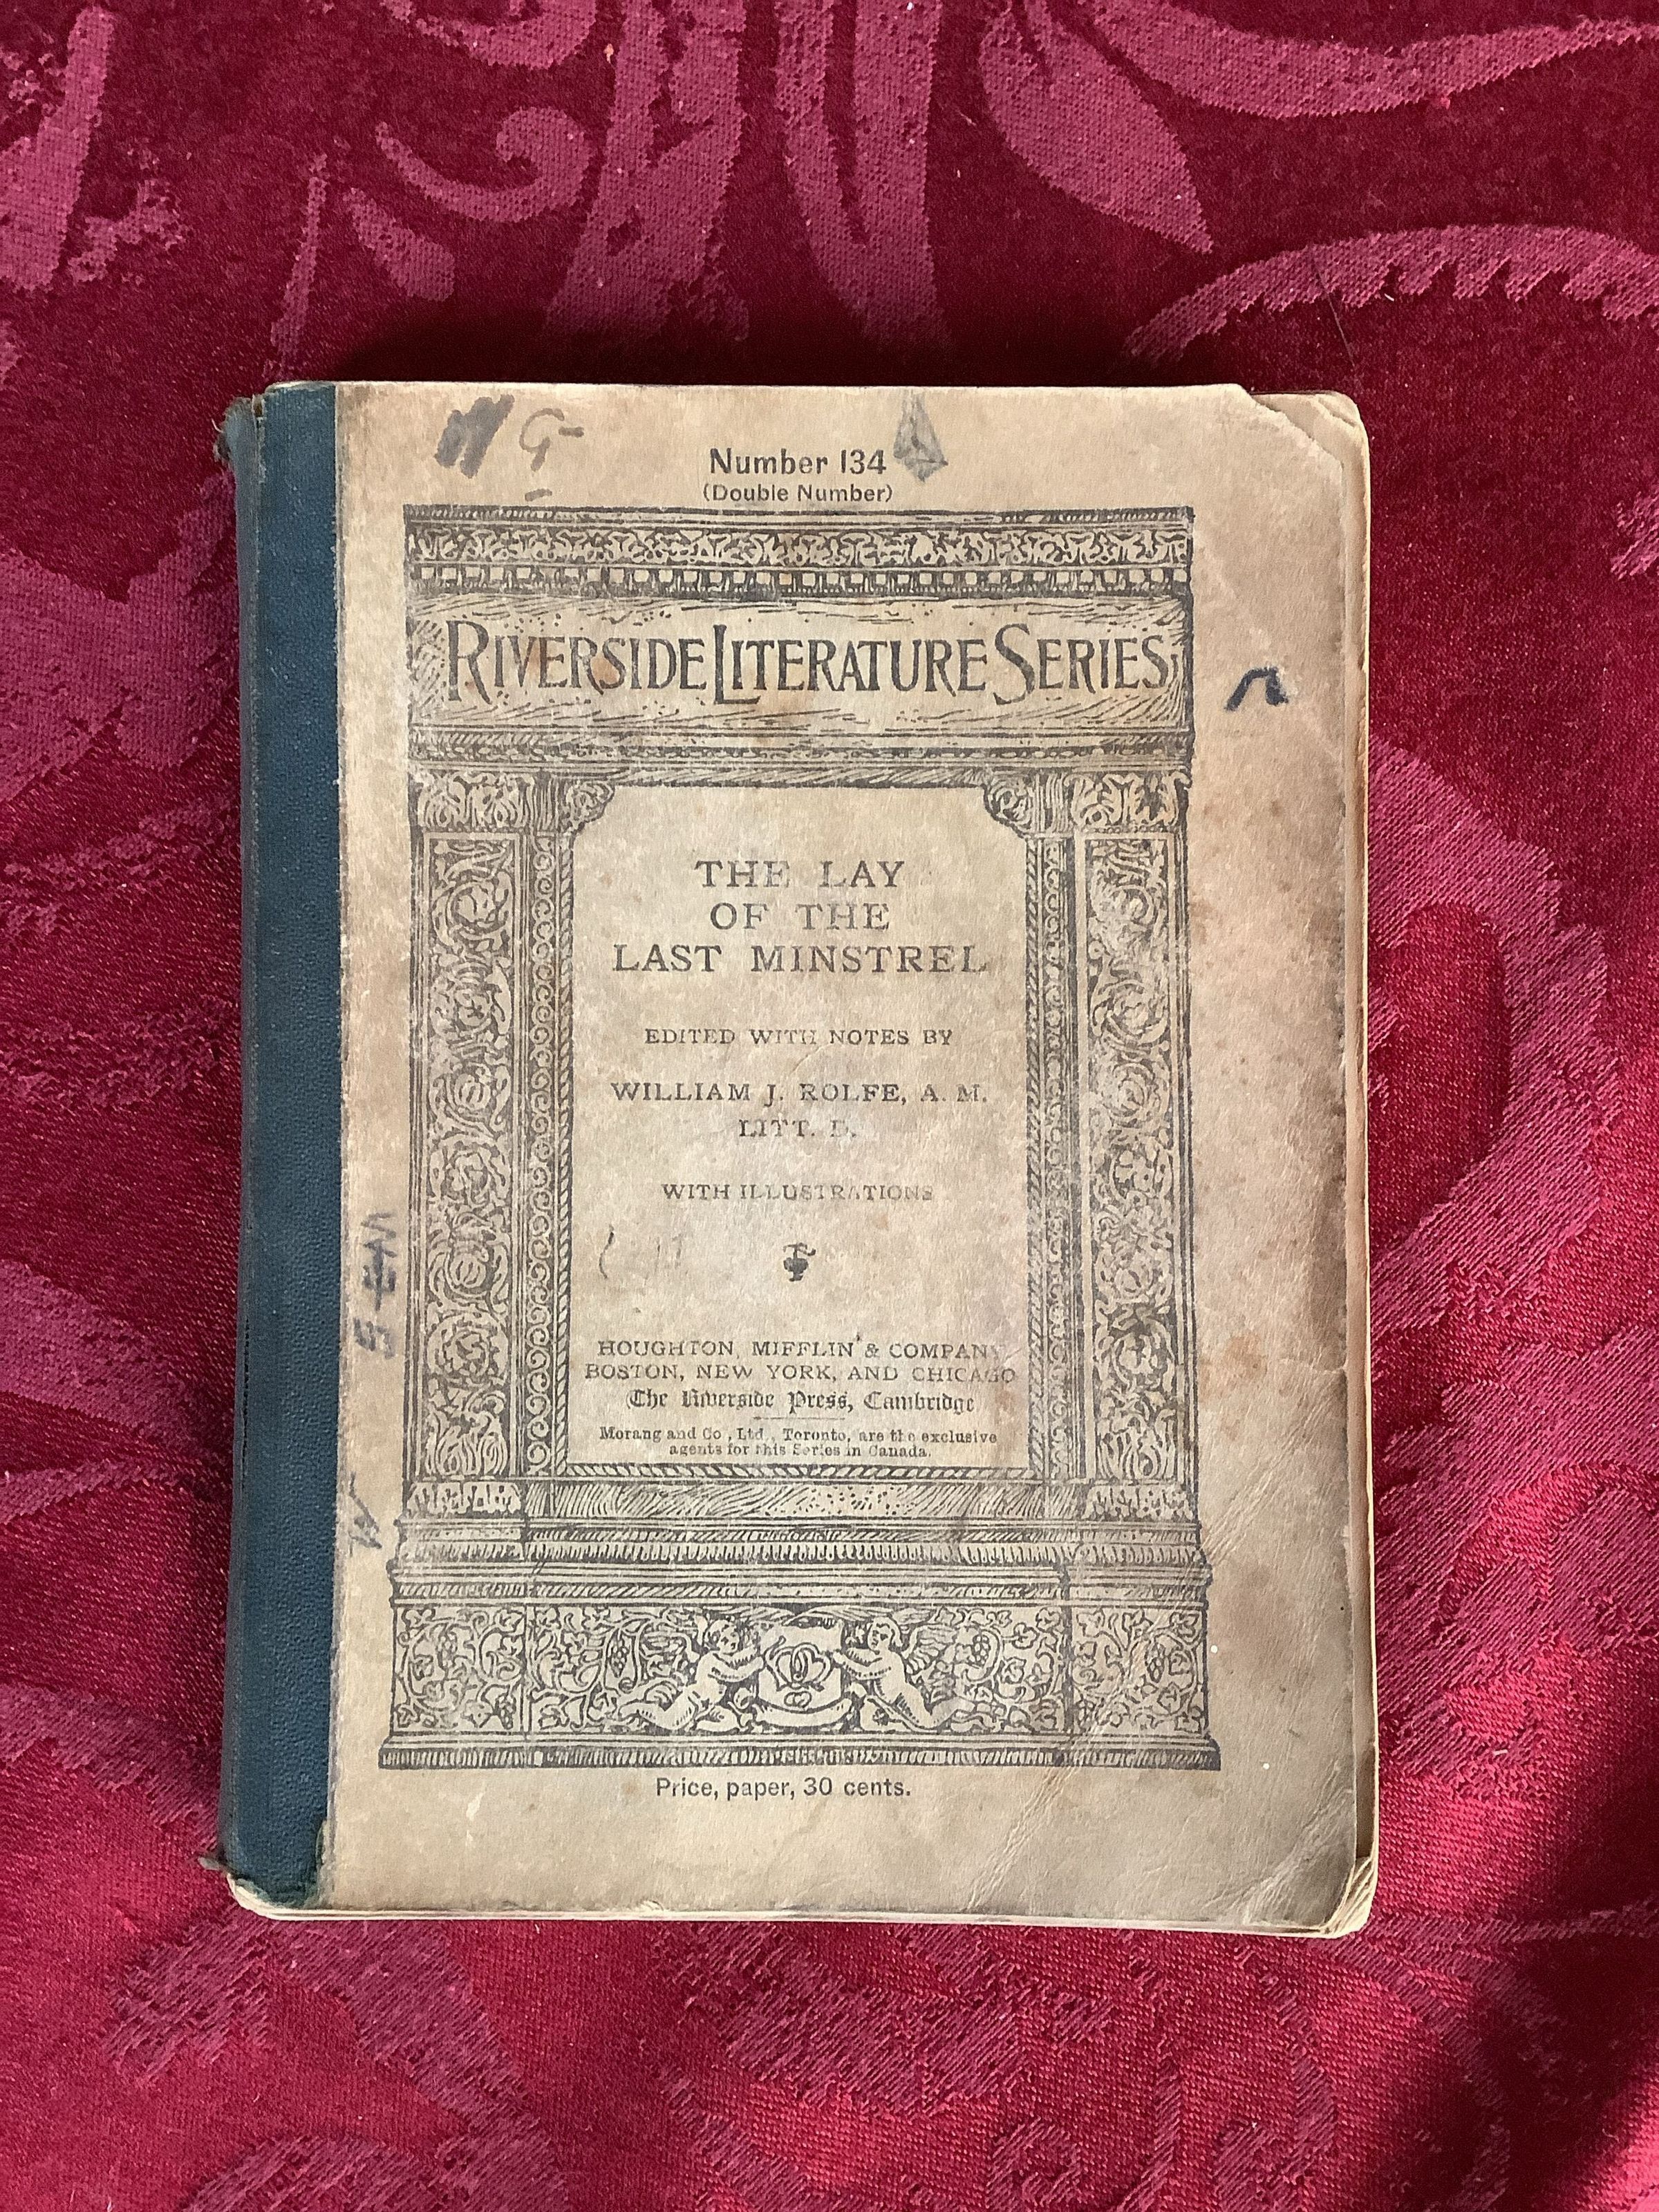 G
Number 134
(Double Number)
RIVERSIDE LITERATURE SERIES
THE LAY
OF THE
LAST MINSTREL
EDITED WITH NOTES BY
WILLIAM J. ROLFE, A. M.
LITT. D.
WITH ILLUSTRATIONS
HOUGHTON, MIFFLIN & COMPANY
BOSTON, NEW YORK, AND CHICAGO
The Riverside Press, Cambridge
Morang and Co., Ltd., Toronto, are the exclusive
agents for this Series in Canada.
Price, paper, 30 cents.